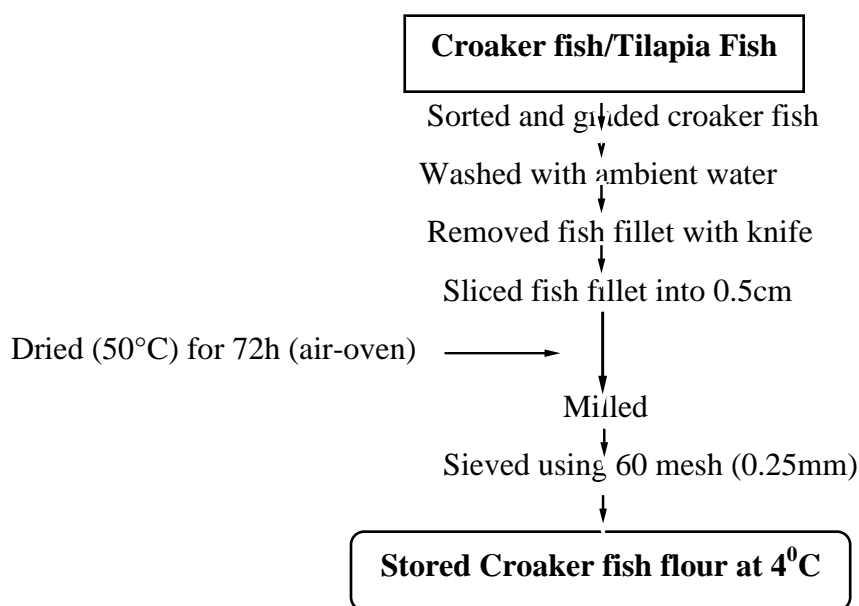 Croaker fish/Tilapia Fish
Sorted and graded croaker fish
Washed with ambient water
Removed fish fillet with knife
Sliced fish fillet into 0.5cm
Dried (50°C) for 72h (air-oven)
Milled
Sieved using 60 mesh (0.25mm)
Stored Croaker fish flour at 4⁰C